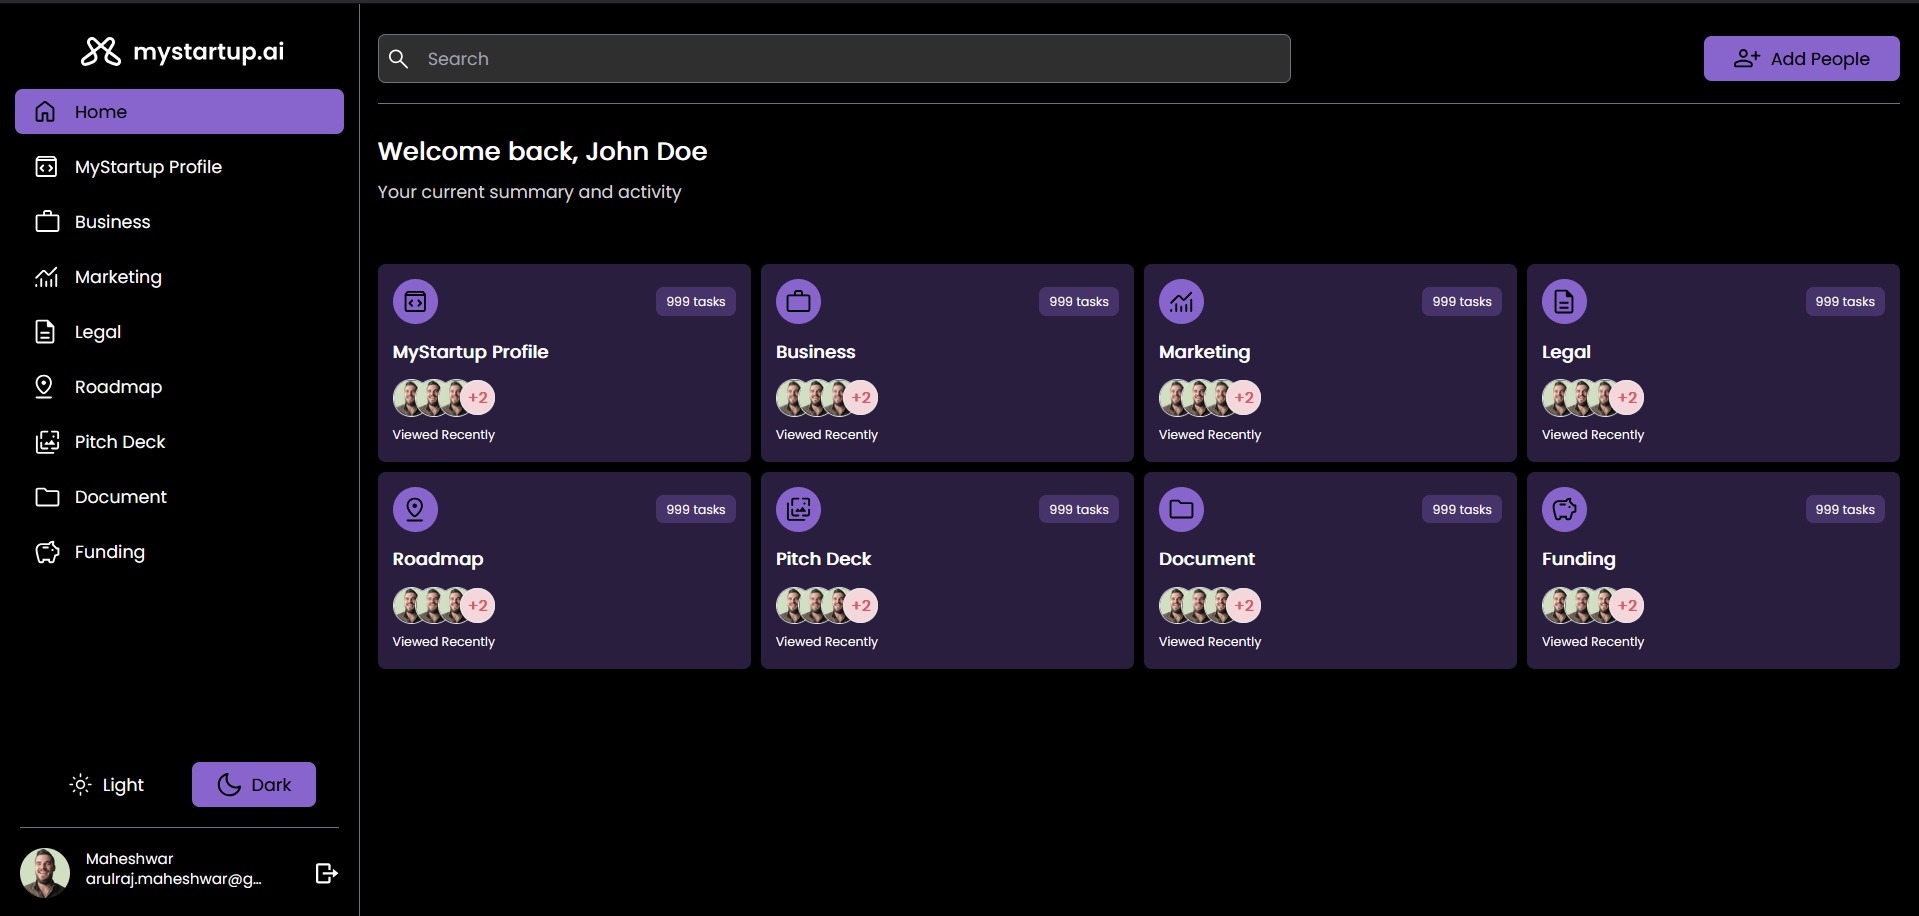 mystartup.ai
Home
MyStartup Profile
Business
Marketing
Legal
Roadmap
Pitch Deck
Document
Funding
Light
Dark
Maheshwar
arulraj.maheshwar@g...
Search
Add People
Welcome back, John Doe
Your current summary and activity
999 tasks
MyStartup Profile
+2
Viewed Recently
999 tasks
Business
+2
Viewed Recently
999 tasks
Marketing
+2
Viewed Recently
999 tasks
Legal
+2
Viewed Recently
999 tasks
Roadmap
+2
Viewed Recently
999 tasks
Pitch Deck
+2
Viewed Recently
999 tasks
Document
+2
Viewed Recently
999 tasks
Funding
+2
Viewed Recently